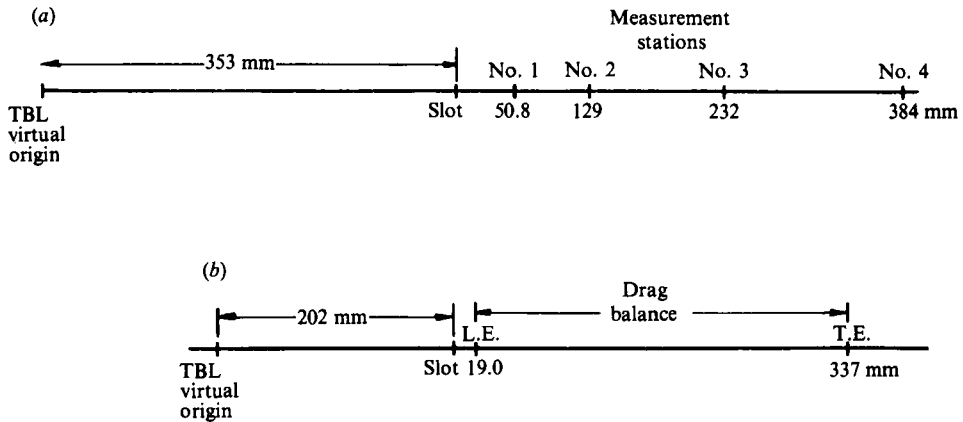 (a)
Measurement
stations
353 mm
No. 1 No. 2 No. 3 No. 4
TBL
virtual
origin
Slot 50.8 129 232 384 mm
(b)
Drag
balance
202 mm
L.E. T.E.
TBL
virtual
origin
Slot 19.0 337 mm